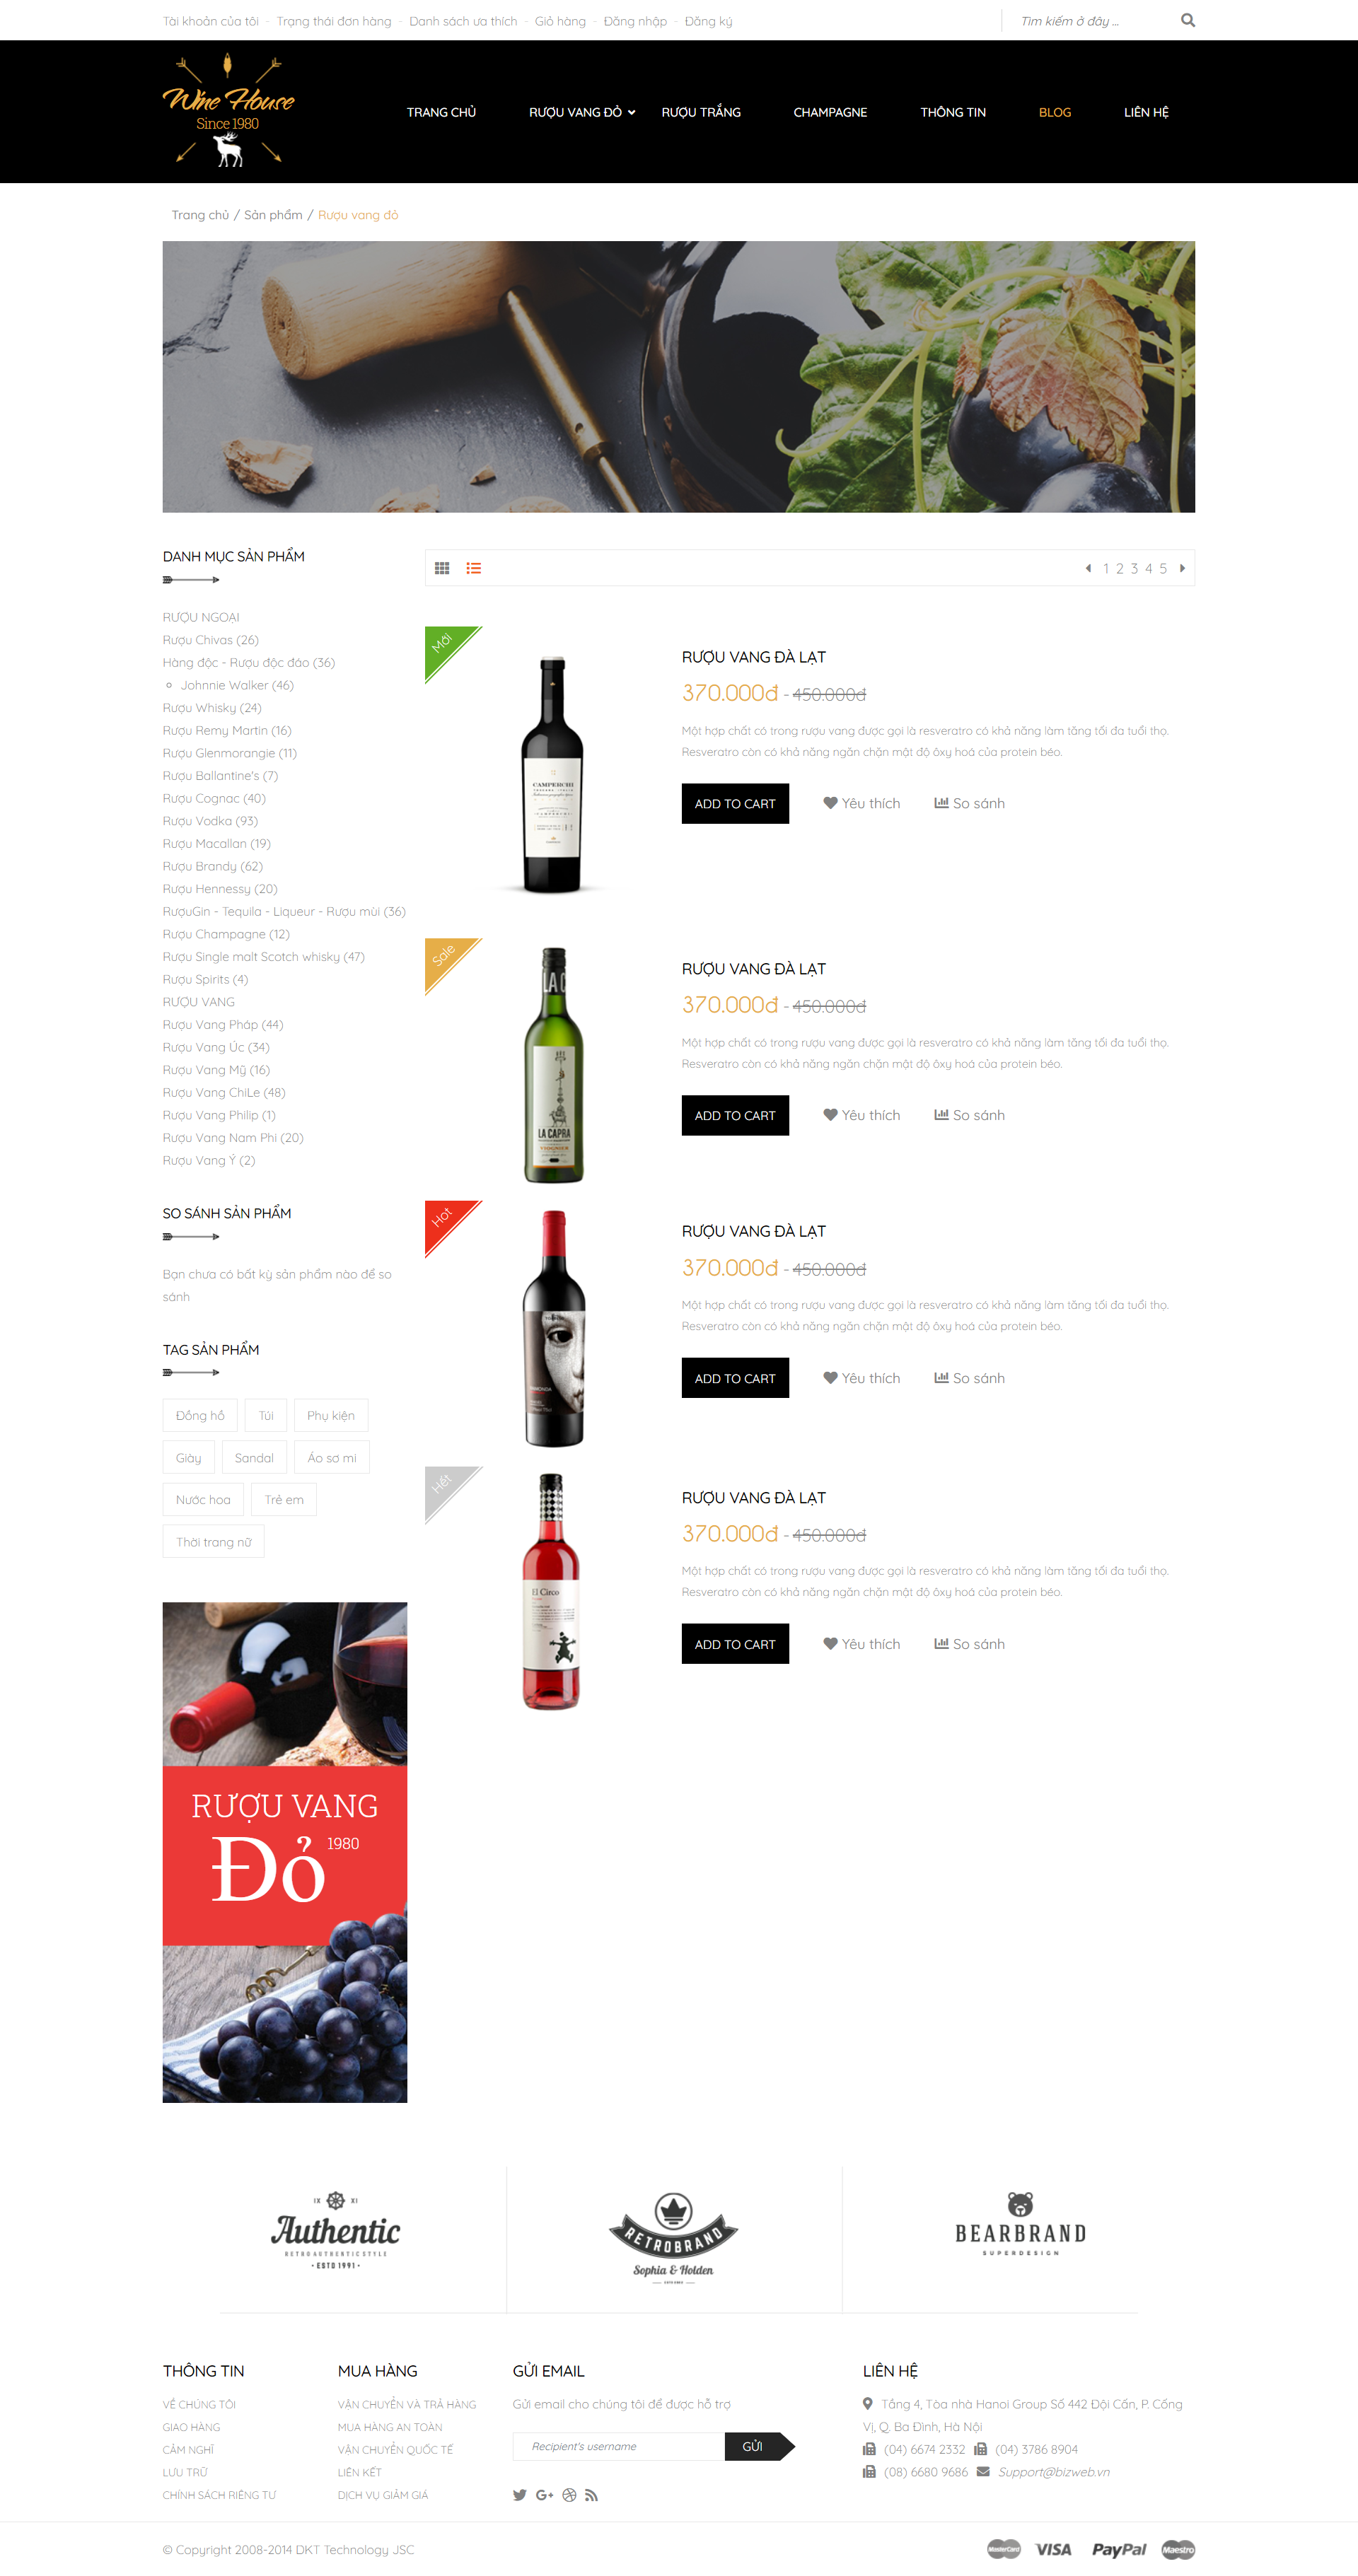 Tài khoản của tôi - Trạng thái đơn hàng - Danh sách ưa thích - Giỏ hàng - Đăng nhập - Đăng ký
Tìm kiếm ở đây ...
Wine House
Since 1980
TRANG CHỦ RƯỢU VANG ĐỎ RƯỢU TRẮNG CHAMPAGNE THÔNG TIN BLOG LIÊN HỆ
Trang chủ / Sản phẩm / Rượu vang đỏ
DANH MỤC SẢN PHẨM
RƯỢU NGOẠI
Rượu Chivas (26)
Hàng độc - Rượu độc đáo (36)
Johnnie Walker (46)
Rượu Whisky (24)
Rượu Remy Martin (16)
Rượu Glenmorangie (11)
Rượu Ballantine's (7)
Rượu Cognac (40)
Rượu Vodka (93)
Rượu Macallan (19)
Rượu Brandy (62)
Rượu Hennessy (20)
RượuGin - Tequila - Liqueur - Rượu mùi (36)
Rượu Champagne (12)
Rượu Single malt Scotch whisky (47)
Rượu Spirits (4)
RƯỢU VANG
Rượu Vang Pháp (44)
Rượu Vang Úc (34)
Rượu Vang Mỹ (16)
Rượu Vang ChiLe (48)
Rượu Vang Philip (1)
Rượu Vang Nam Phi (20)
Rượu Vang Ý (2)
SO SÁNH SẢN PHẨM
Bạn chưa có bất kỳ sản phẩm nào để so
sánh
TAG SẢN PHẨM
Đồng hồ Túi Phụ kiện
Giày Sandal Áo sơ mi
Nước hoa Trẻ em
Thời trang nữ
RƯỢU VANG
Đỏ 1980
1 2 3 4 5
Mới
CAMPERCHI
RƯỢU VANG ĐÀ LẠT
370.000đ - 450.000đ
Một hợp chất có trong rượu vang được gọi là resveratro có khả năng làm tăng tối đa tuổi thọ.
Resveratro còn có khả năng ngăn chặn mật độ ôxy hoá của protein béo.
ADD TO CART Yêu thích So sánh
Sale
LA CAPRA
RƯỢU VANG ĐÀ LẠT
370.000đ - 450.000đ
Một hợp chất có trong rượu vang được gọi là resveratro có khả năng làm tăng tối đa tuổi thọ.
Resveratro còn có khả năng ngăn chặn mật độ ôxy hoá của protein béo.
ADD TO CART Yêu thích So sánh
Hot
RƯỢU VANG ĐÀ LẠT
370.000đ - 450.000đ
Một hợp chất có trong rượu vang được gọi là resveratro có khả năng làm tăng tối đa tuổi thọ.
Resveratro còn có khả năng ngăn chặn mật độ ôxy hoá của protein béo.
ADD TO CART Yêu thích So sánh
Hết
El Circo
RƯỢU VANG ĐÀ LẠT
370.000đ - 450.000đ
Một hợp chất có trong rượu vang được gọi là resveratro có khả năng làm tăng tối đa tuổi thọ.
Resveratro còn có khả năng ngăn chặn mật độ ôxy hoá của protein béo.
ADD TO CART Yêu thích So sánh
IX XI
Authentic
RETROAUTHENTICSTYLE
• ESTD 1991 •
RETROBRAND
Sophia & Holden
BEARBRAND
SUPERDESIGN
THÔNG TIN
VỀ CHÚNG TÔI
GIAO HÀNG
CẢM NGHĨ
LƯU TRỮ
CHÍNH SÁCH RIÊNG TƯ
MUA HÀNG
VẬN CHUYỂN VÀ TRẢ HÀNG
MUA HÀNG AN TOÀN
VẬN CHUYỂN QUỐC TẾ
LIÊN KẾT
DỊCH VỤ GIẢM GIÁ
GỬI EMAIL
Gửi email cho chúng tôi để được hỗ trợ
Recipient's username GỬI
LIÊN HỆ
Tầng 4, Tòa nhà Hanoi Group Số 442 Đội Cấn, P. Cống
Vị, Q. Ba Đình, Hà Nội
(04) 6674 2332 (04) 3786 8904
(08) 6680 9686 Support@bizweb.vn
© Copyright 2008-2014 DKT Technology JSC
MasterCard VISA PayPal Maestro